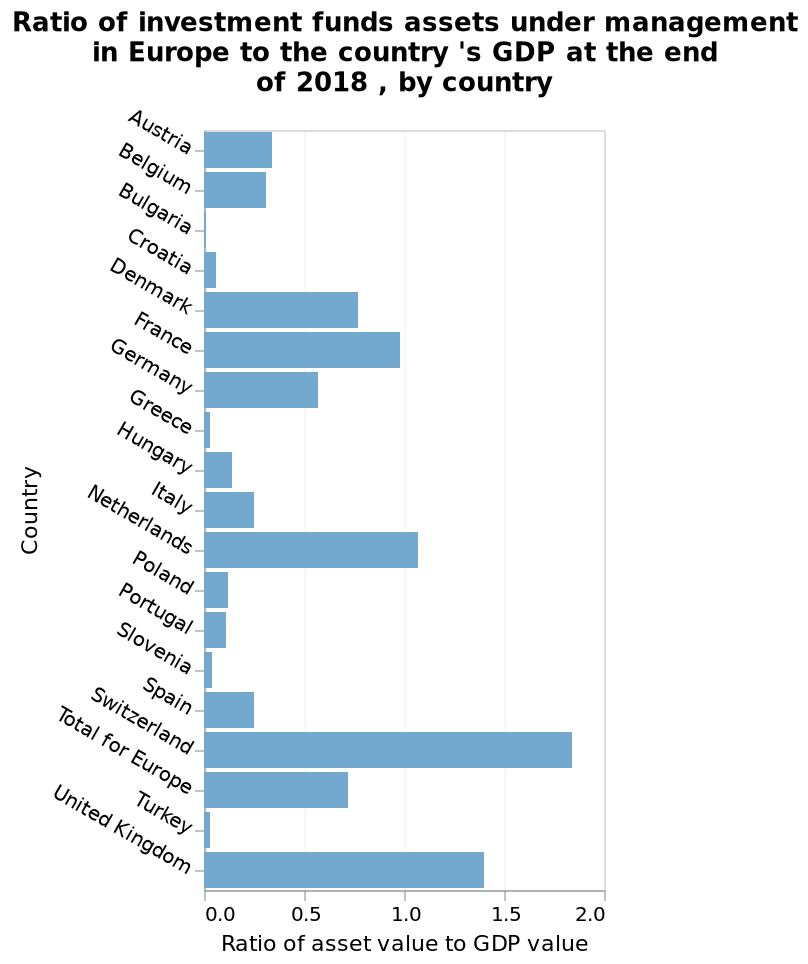 Ratio of investment funds assets under management
in Europe to the country 's GDP at the end
of 2018 , by country
Country
Austria
Belgium
Bulgaria
Croatia
Denmark
France
Germany
Greece
Hungary
Italy
Netherlands
Poland
Portugal
Slovenia
Spain
Switzerland
Total for Europe
Turkey
United Kingdom
0.0 0.5 1.0 1.5 2.0
Ratio of asset value to GDP value